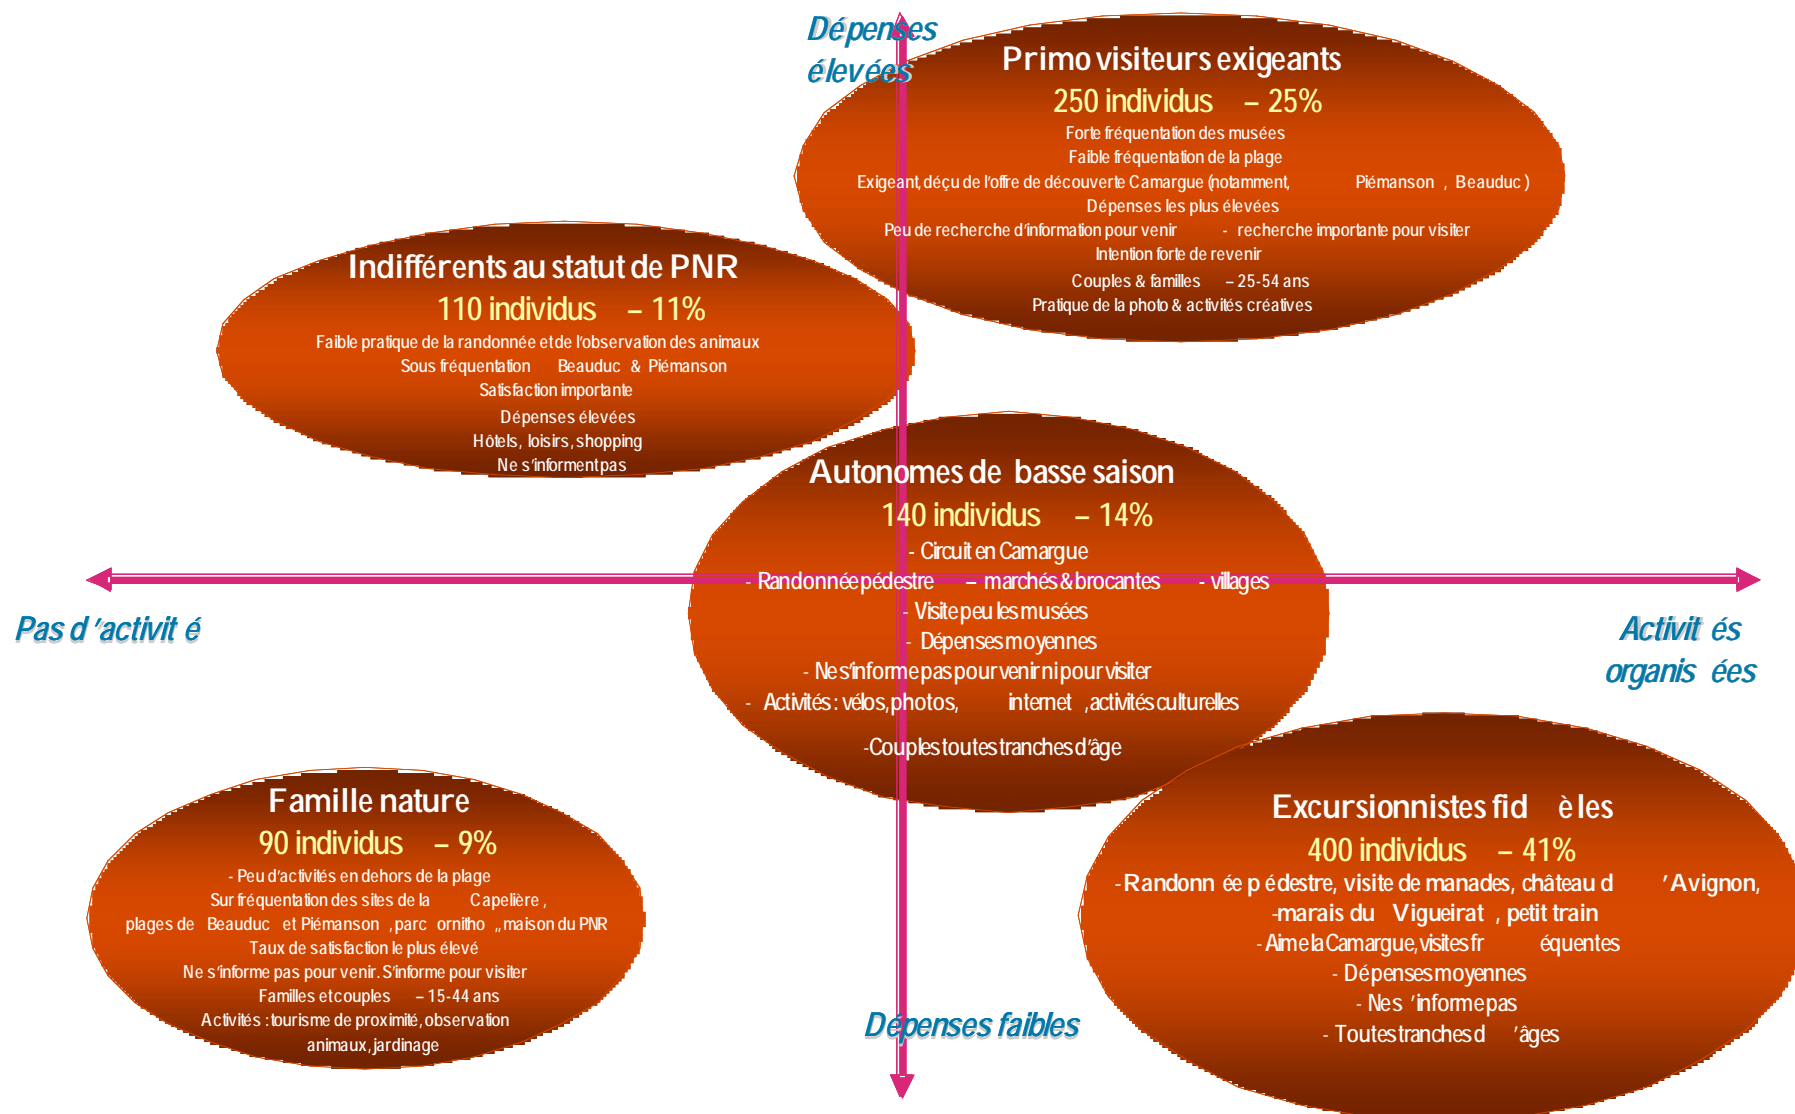 Dépenses
élevées
Primo visiteurs exigeants
250 individus – 25%
Forte fréquentation des musées
Faible fréquentation de la plage
Exigeant, déçu de l'offre de découverte Camargue (notamment, Piémanson , Beauduc )
Dépenses les plus élevées
Peu de recherche d'information pour venir - recherche importante pour visiter
Intention forte de revenir
Couples & familles – 25-54 ans
Pratique de la photo & activités créatives
Indifférents au statut de PNR
110 individus – 11%
Faible pratique de la randonnée et de l'observation des animaux
Sous fréquentation Beauduc & Piémanson
Satisfaction importante
Dépenses élevées
Hôtels, loisirs, shopping
Ne s'informent pas
Autonomes de basse saison
140 individus – 14%
- Circuit en Camargue
- Randonnée pédestre – marchés & brocantes - villages
- Visite peu les musées
- Dépenses moyennes
- Ne s'informe pas pour venir ni pour visiter
- Activités : vélos, photos, internet , activités culturelles
-Couples toutes tranches d'âge
Pas d 'activit é
Activit és
organis ées
Famille nature
90 individus – 9%
- Peu d'activités en dehors de la plage
Sur fréquentation des sites de la Capelière ,
plages de Beauduc et Piémanson , parc ornitho ,, maison du PNR
Taux de satisfaction le plus élevé
Ne s'informe pas pour venir. S'informe pour visiter
Familles et couples – 15-44 ans
Activités : tourisme de proximité, observation
animaux, jardinage
Excursionnistes fid èles
400 individus – 41%
-Randonn ée p édestre, visite de manades, château d 'Avignon,
-marais du Vigueirat , petit train
- Aime la Camargue, visites fr équentes
- Dépenses moyennes
- Ne s 'informe pas
- Toutes tranches d 'âges
Dépenses faibles